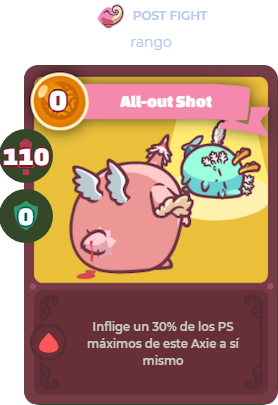 POST FIGHT
rango
0
All-out Shot
110
0
Inflige un 30% de los PS
máximos de este Axie a sí
mismo